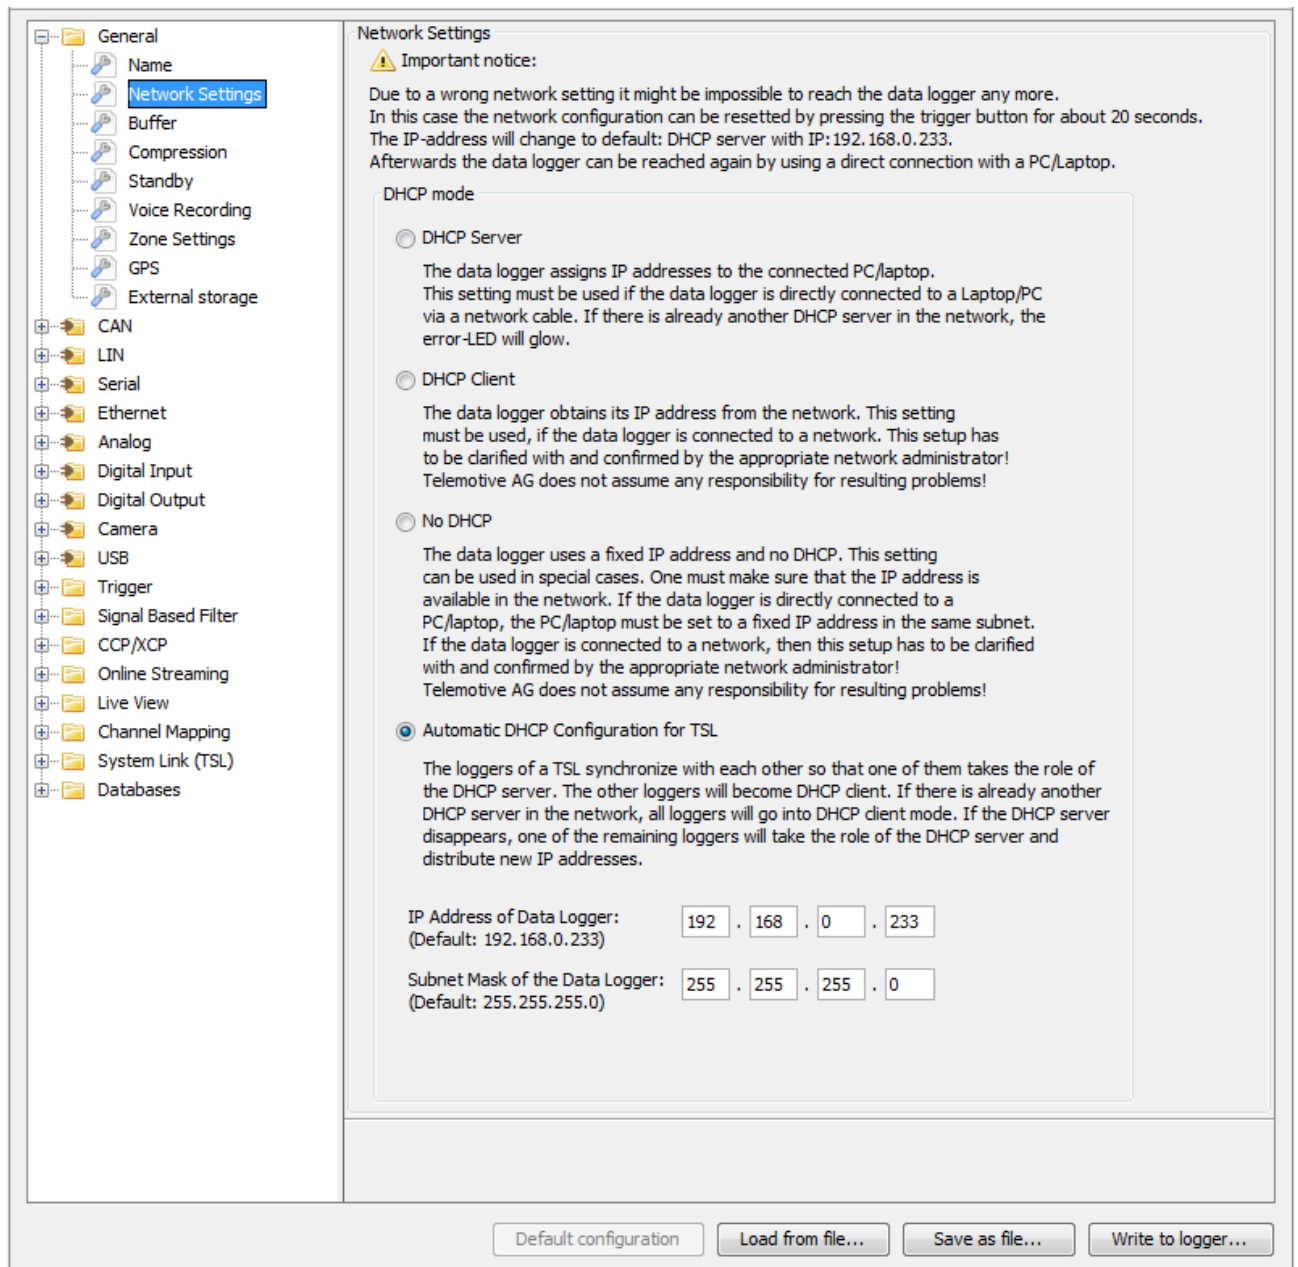 General
Name
Network Settings
Buffer
Compression
Standby
Voice Recording
Zone Settings
GPS
External storage
CAN
LIN
Serial
Ethernet
Analog
Digital Input
Digital Output
Camera
USB
Trigger
Signal Based Filter
CCP/XCP
Online Streaming
Live View
Channel Mapping
System Link (TSL)
Databases
Network Settings
Important notice:
Due to a wrong network setting it might be impossible to reach the data logger any more.
In this case the network configuration can be resetted by pressing the trigger button for about 20 seconds.
The IP-address will change to default: DHCP server with IP:192.168.0.233.
Afterwards the data logger can be reached again by using a direct connection with a PC/Laptop.
DHCP mode
DHCP Server
The data logger assigns IP addresses to the connected PC/laptop.
This setting must be used if the data logger is directly connected to a Laptop/PC
via a network cable. If there is already another DHCP server in the network, the
error-LED will glow.
DHCP Client
The data logger obtains its IP address from the network. This setting
must be used, if the data logger is connected to a network. This setup has
to be clarified with and confirmed by the appropriate network administrator!
Telemotive AG does not assume any responsibility for resulting problems!
No DHCP
The data logger uses a fixed IP address and no DHCP. This setting
can be used in special cases. One must make sure that the IP address is
available in the network. If the data logger is directly connected to a
PC/laptop, the PC/laptop must be set to a fixed IP address in the same subnet.
If the data logger is connected to a network, then this setup has to be clarified
with and confirmed by the appropriate network administrator!
Telemotive AG does not assume any responsibility for resulting problems!
Automatic DHCP Configuration for TSL
The loggers of a TSL synchronize with each other so that one of them takes the role of
the DHCP server. The other loggers will become DHCP client. If there is already another
DHCP server in the network, all loggers will go into DHCP client mode. If the DHCP server
disappears, one of the remaining loggers will take the role of the DHCP server and
distribute new IP addresses.
IP Address of Data Logger: 192 . 168 . 0 . 233
(Default: 192.168.0.233)
Subnet Mask of the Data Logger: 255 . 255 . 255 . 0
(Default: 255.255.255.0)
Default configuration Load from file... Save as file... Write to logger...